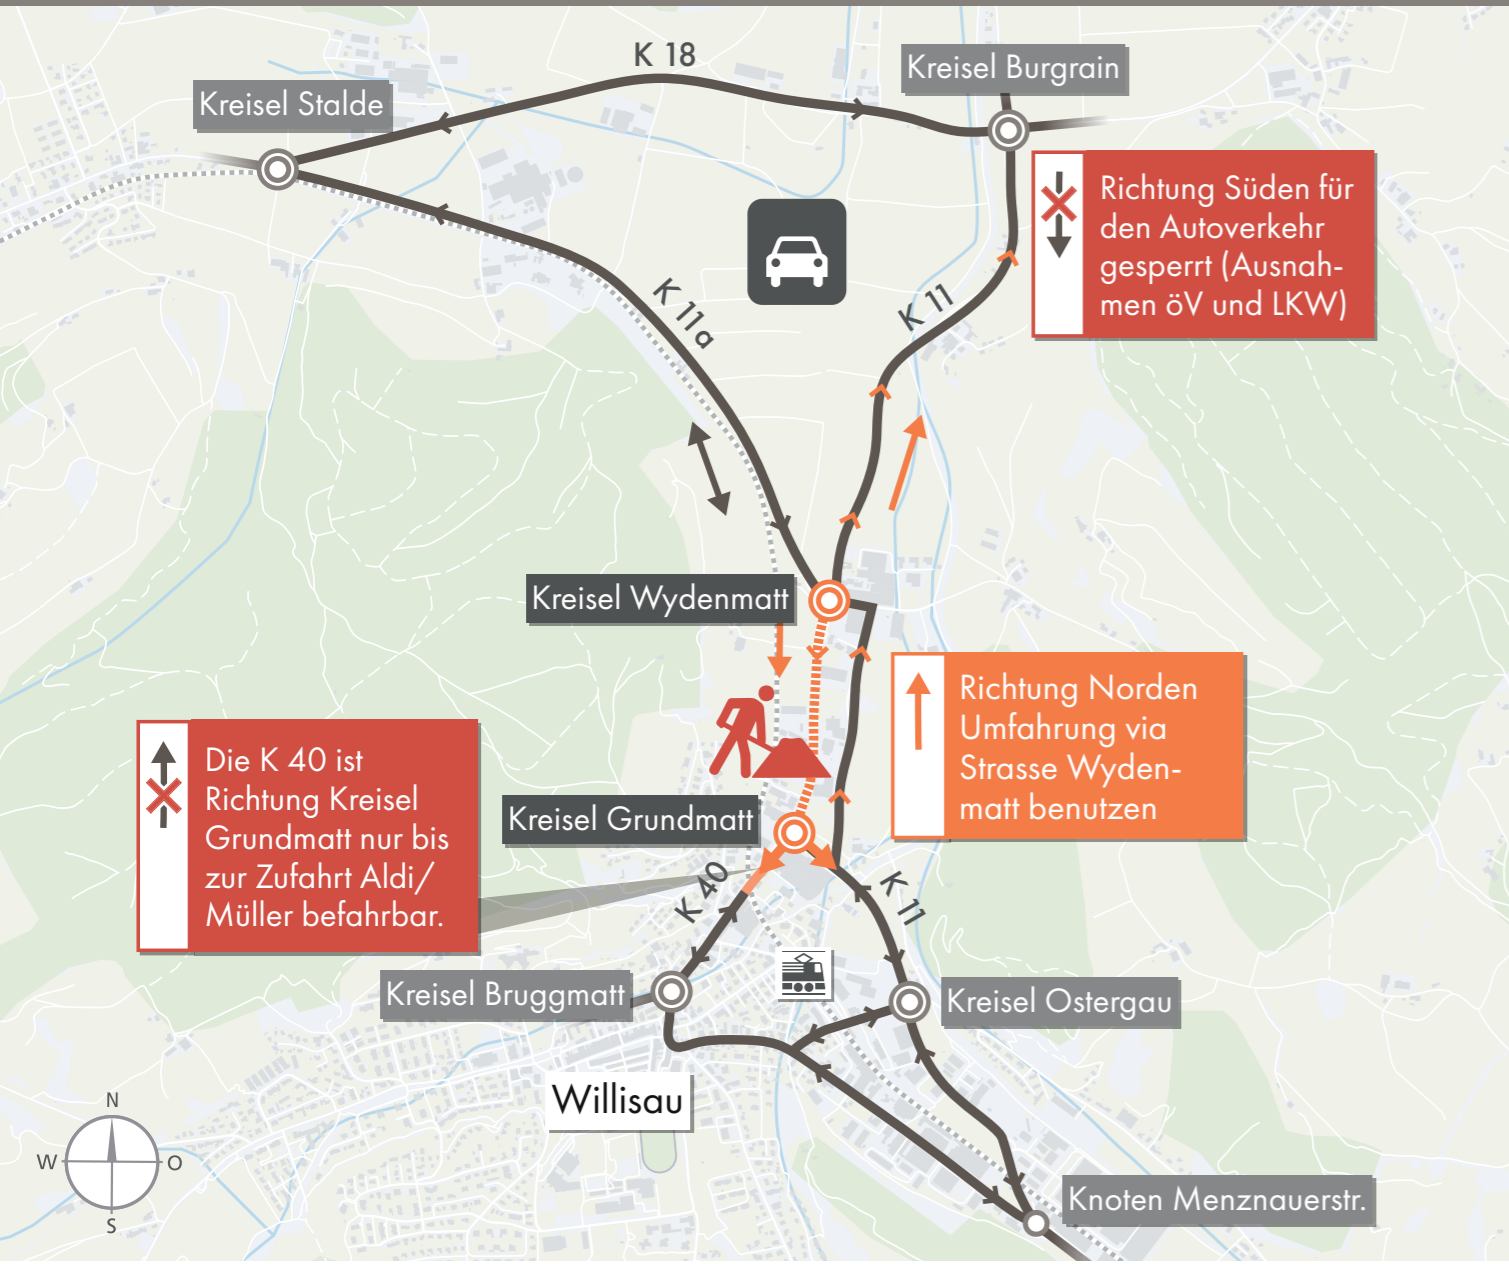 K 18
Kreisel Burgrain
Kreisel Stalde
Richtung Süden für
den Autoverkehr
gesperrt (Ausnah-
men öV und LKW)
K 11a
K 11
Kreisel Wydenmatt
Richtung Norden
Umfahrung via
Strasse Wyden-
matt benutzen
Die K 40 ist
Richtung Kreisel
Grundmatt nur bis
zur Zufahrt Aldi/
Müller befahrbar.
Kreisel Grundmatt
K 40
K 11
Kreisel Bruggmatt
Kreisel Ostergau
Willisau
N
W
O
S
Knoten Menznauerstr.